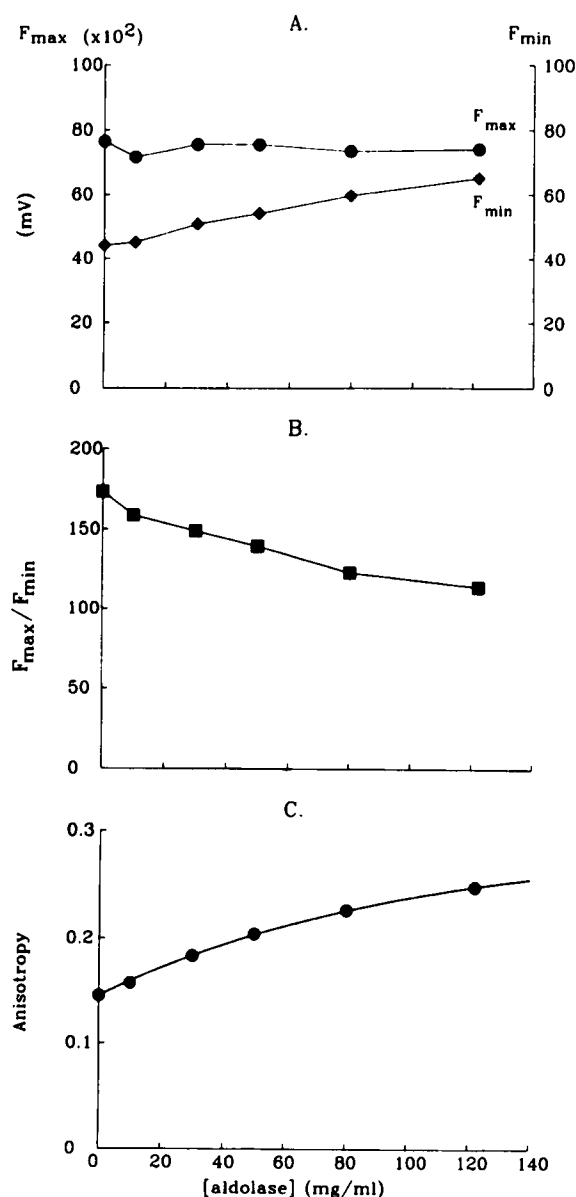 A.
Fmax (x10²)
Fmin
100
80
60
40
20
0
(mV)
100
80
60
40
20
0
Fmax
Fmin
B.
200
150
100
50
0
Fmax/Fmin
C.
0.3
0.2
0.1
0
Anisotropy
0 20 40 60 80 100 120 140
[aldolase] (mg/ml)